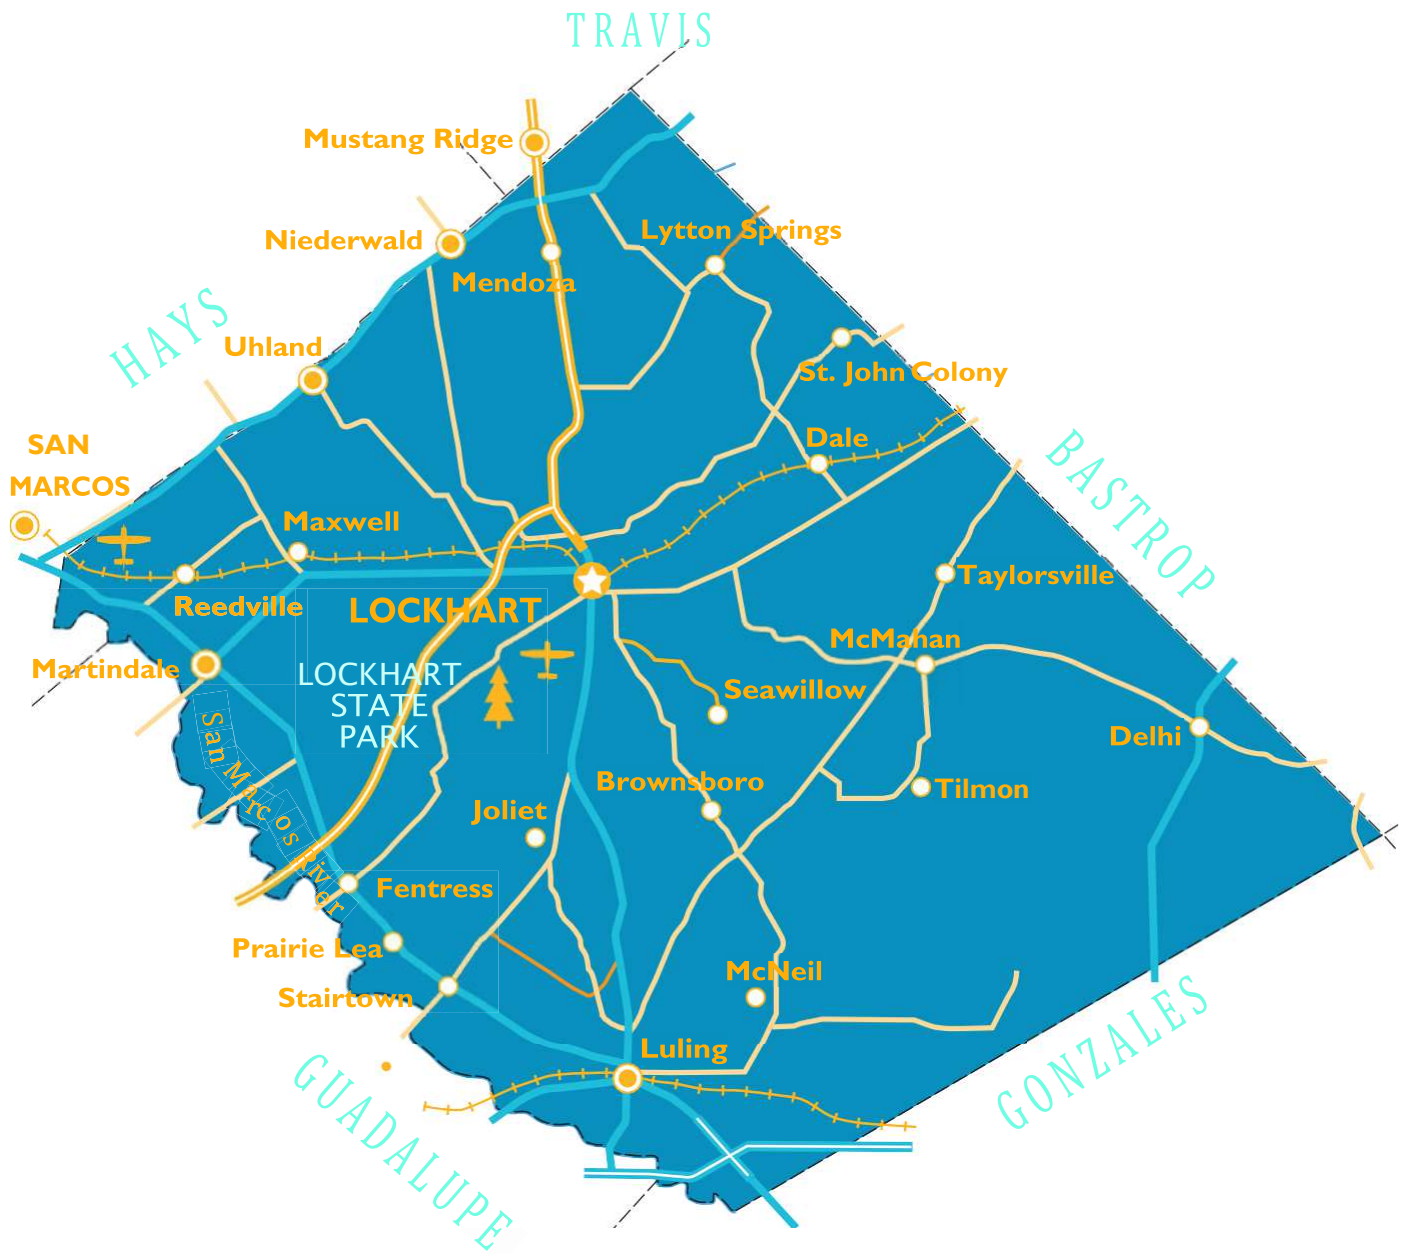 TRAVIS
Mustang Ridge
Lytton Springs
Niederwald
Mendoza
HAYS
Uhland
St. John Colony
SAN
MARCOS
Dale
BASTROP
Maxwell
Taylorsville
Reedville
LOCKHART
McMahan
Martindale
LOCKHART
STATE
PARK
Seawillow
San Marcos River
Delhi
Brownsboro
Tilmon
Joliet
Fentress
Prairie Lea
McNeil
Stairtown
Luling
GONZALES
GUADALUPE